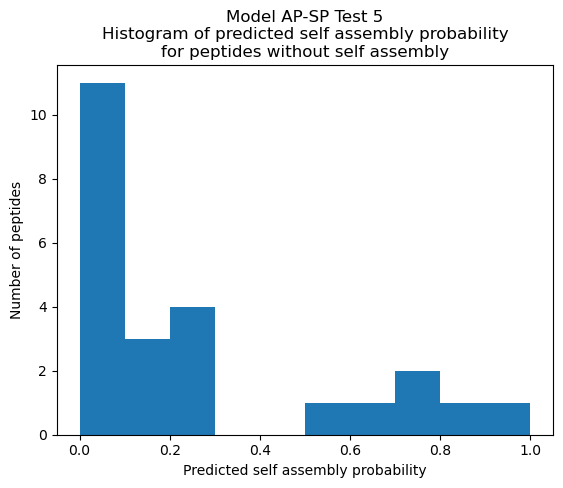 Model AP-SP Test 5
Histogram of predicted self assembly probability
for peptides without self assembly
Number of peptides
10
8
6
4
2
0
0.0 0.2 0.4 0.6 0.8 1.0
Predicted self assembly probability